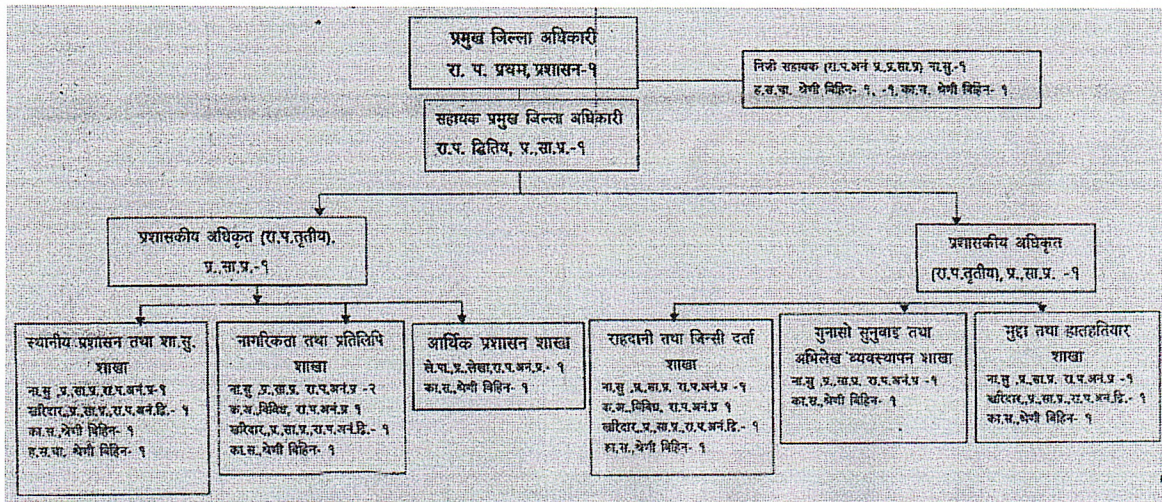 प्रमुख जिल्ला अधिकारी
रा. प. प्रथम, प्रशासन-१
निजी सहायक (रा.प.अनं प्र.,प्र.सा.प्र) ना.सु.-१
ह.स.चा. श्रेणी विहिन- १, -१, का.स. श्रेणी विहिन- १
सहायक प्रमुख जिल्ला अधिकारी
रा.प. द्वितिय, प्र.,सा.प्र.-१
प्रशासकीय अधिकृत (रा.प.तृतीय).
प्र.,सा.प्र.-१
प्रशासकीय अधिकृत
(रा.प.तृतीय), प्र.,सा.प्र. -१
स्थानीय प्रशासन तथा शा.सु.
शाखा
ना.सु ,प्र.,सा.प्र.,रा.प.अनं.प्र-१
खरिदार,.प्र.,सा.प्र.,रा.प.अनं.द्वि.- १
का.स.,श्रेणी विहिन- १
ह.स.चा. श्रेणी विहिन- १
नागरिकता तथा प्रतिलिपि
शाखा
ना.सु ,प्र.,सा.प्र. रा.प.अनं.प्र -२
क.अ.,विविध, रा.प.अनं.प्र १
खरिदार,.प्र.,सा.प्र.,रा.प.अनं.द्वि.- १
का.स.,श्रेणी विहिन- १
आर्थिक प्रशासन शाखा
ले.पा.,प्र.लेखा,रा.प.अनं.प्र.- १
का.स.,श्रेणी विहिन- १
राहदानी तथा जिन्सी दर्ता
शाखा
ना.सु ,प्र.,सा.प्र. रा.प.अनं.प्र -१
क.अ.,विविध, रा.प.अनं.प्र १
खरिदार,.प्र.,सा.प्र.,रा.प.अनं.द्वि.- १
का.स.,श्रेणी विहिन- १
गुनासो सुनुवाइ तथा
अभिलेख व्यवस्थापन शाखा
ना.सु ,प्र.,सा.प्र. रा.प.अनं.प्र -१
का.स.,श्रेणी विहिन- १
मुद्दा तथा हातहतियार
शाखा
ना.सु ,प्र.,सा.प्र. रा.प.अनं.प्र -१
खरिदार,प्र.,सा.प्र.,रा.प.अनं.द्वि.- १
का.स.,श्रेणी विहिन- १